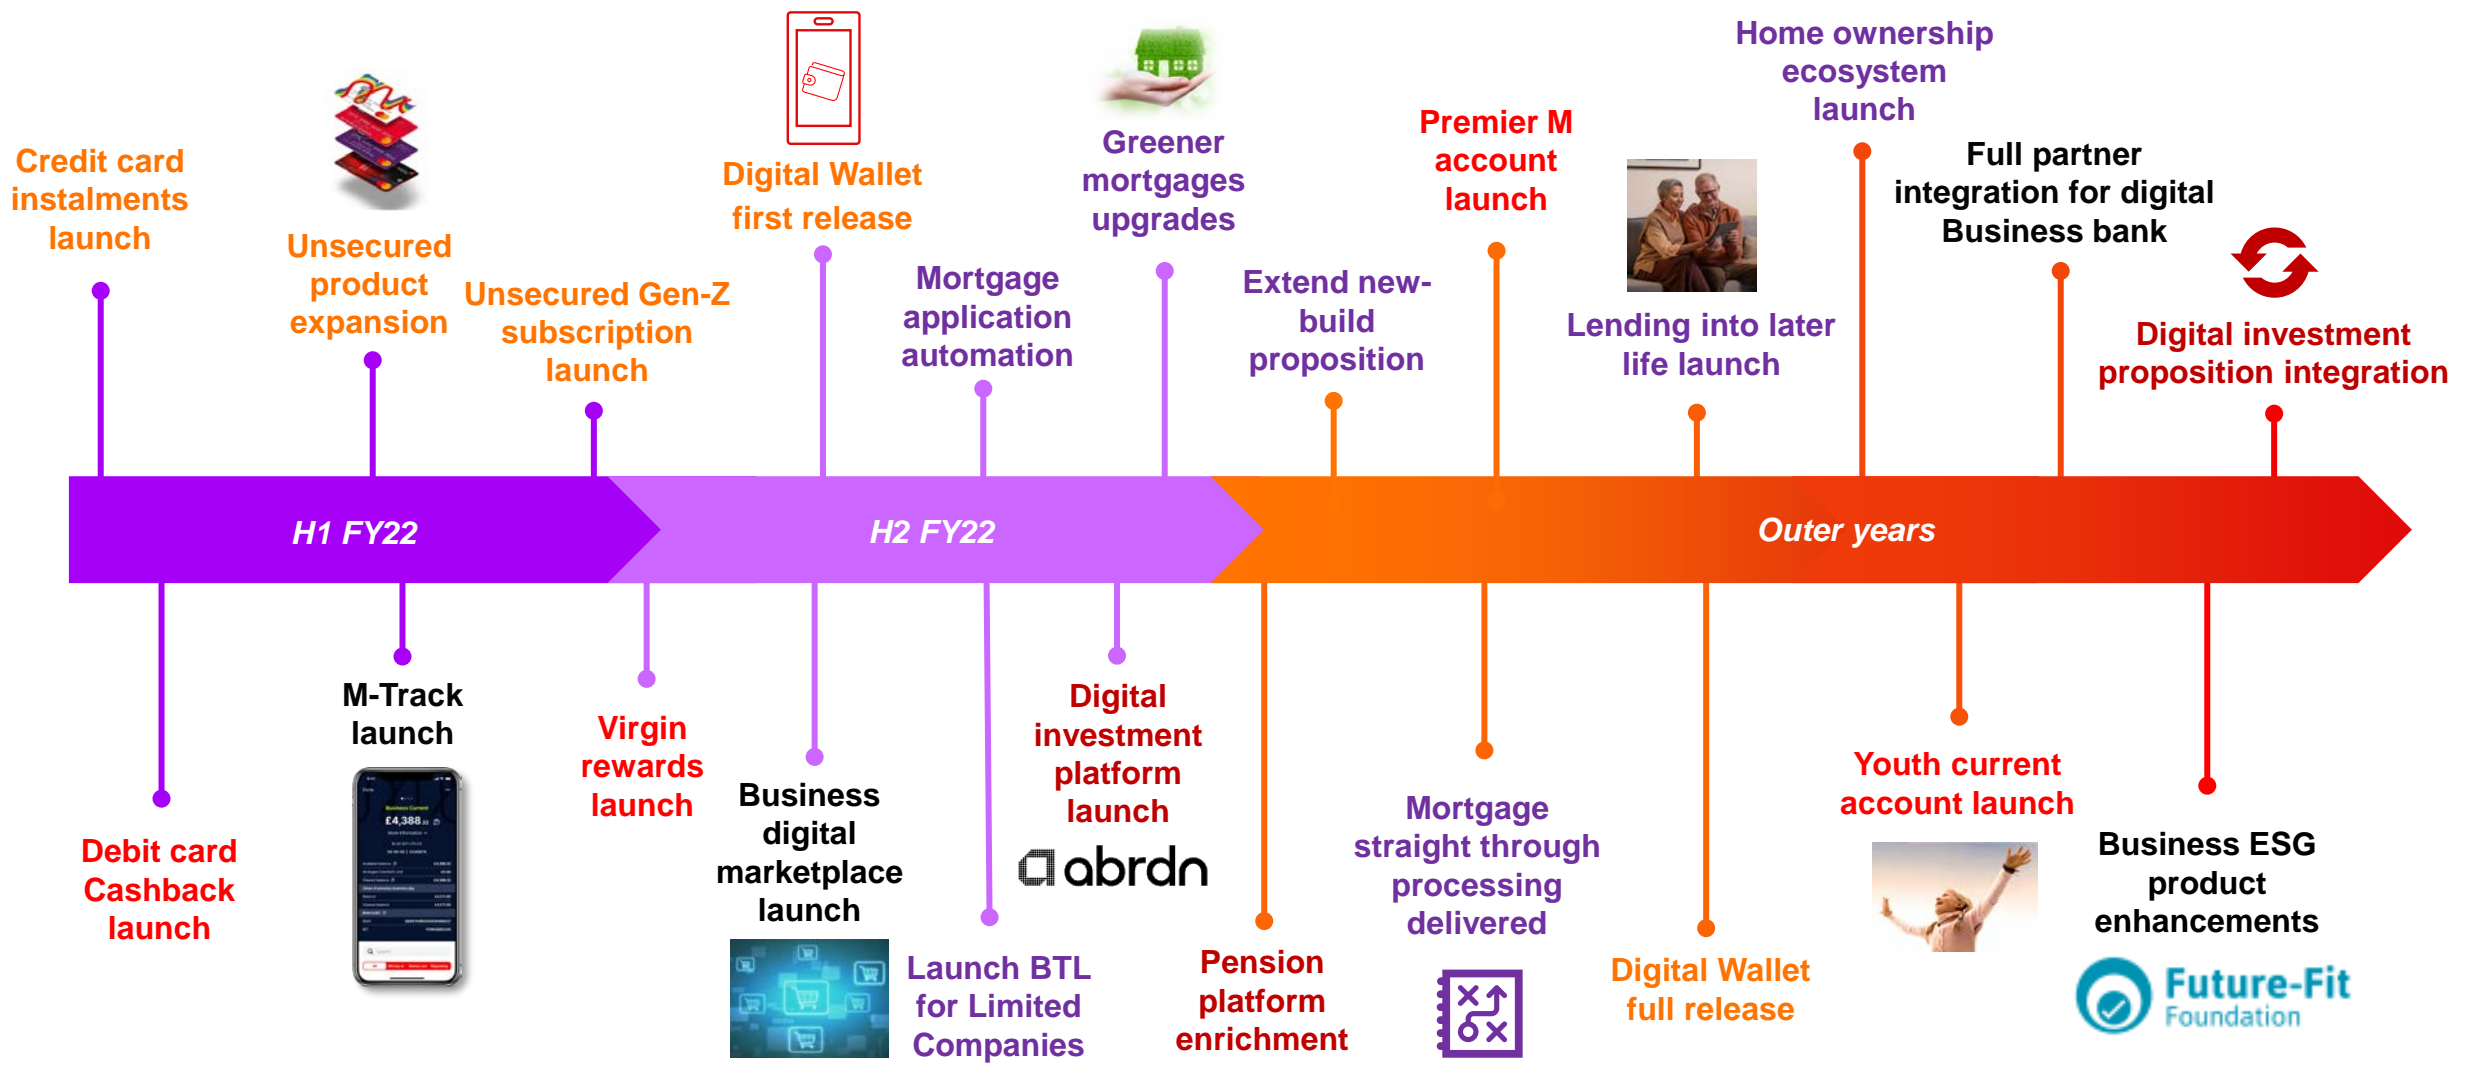 Credit card
instalments
launch
Unsecured
product
expansion
Unsecured Gen-Z
subscription
launch
Digital Wallet
first release
Mortgage
application
automation
Greener
mortgages
upgrades
Extend new-
build
proposition
Premier M
account
launch
Lending into later
life launch
Home ownership
ecosystem
launch
Full partner
integration for digital
Business bank
Digital investment
proposition integration
H1 FY22
H2 FY22
Outer years
Debit card
Cashback
launch
M-Track
launch
Business Current
£4,388
Virgin
rewards
launch
Business
digital
marketplace
launch
Launch BTL
for Limited
Companies
Digital
investment
platform
launch
abrdn
Pension
platform
enrichment
Mortgage
straight through
processing
delivered
Digital Wallet
full release
Youth current
account launch
Business ESG
product
enhancements
Future-Fit
Foundation